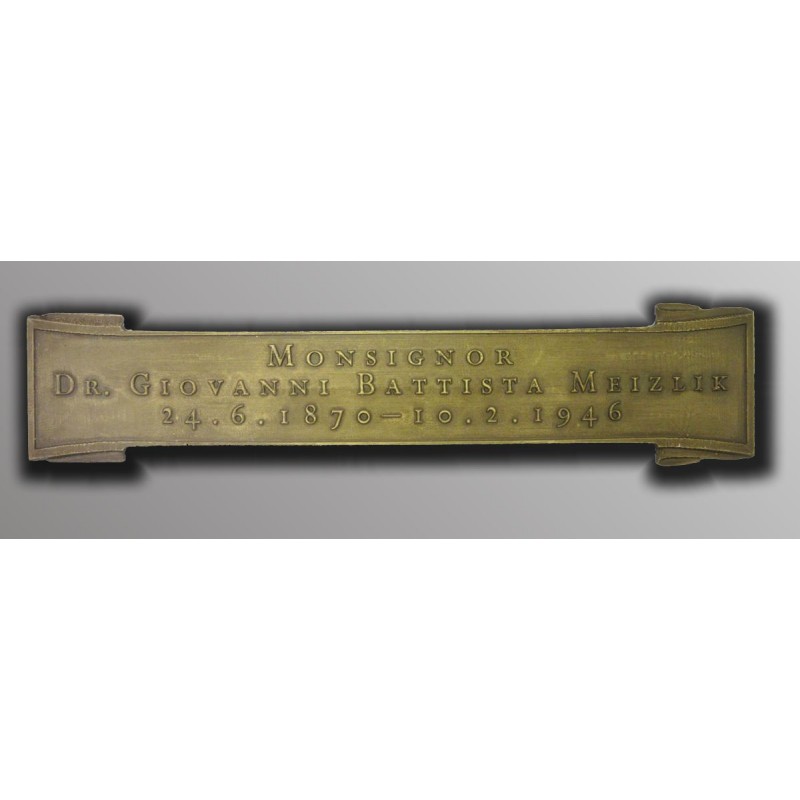 MONSIGNOR
DR. GIOVANNI BATTISTA MEIZLIK
24.6.1870–10.2.1946